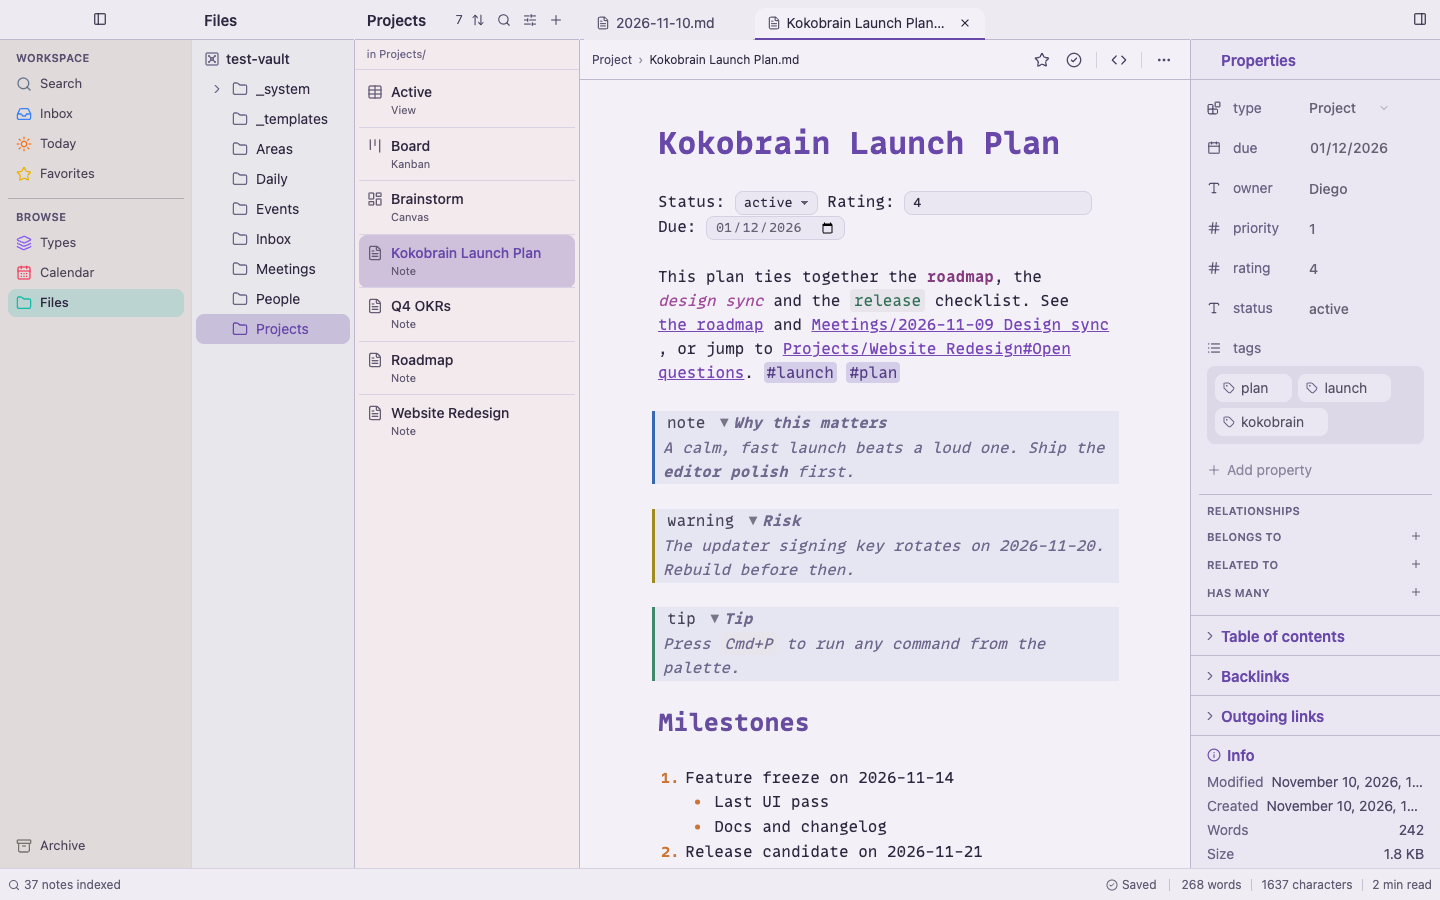 Files
Projects
7
2026-11-10.md
Kokobrain Launch Plan...
WORKSPACE
Search
Inbox
Today
Favorites
BROWSE
Types
Calendar
Files
Archive
test-vault
_system
_templates
Areas
Daily
Events
Inbox
Meetings
People
Projects
in Projects/
Active
View
Board
Kanban
Brainstorm
Canvas
Kokobrain Launch Plan
Note
Q4 OKRs
Note
Roadmap
Note
Website Redesign
Note
Project › Kokobrain Launch Plan.md
Kokobrain Launch Plan
Status: active Rating: 4
Due: 01/12/2026
This plan ties together the roadmap, the
design sync and the release checklist. See
the roadmap and Meetings/2026-11-09 Design sync
, or jump to Projects/Website Redesign#Open
questions. #launch #plan
note ▼ Why this matters
A calm, fast launch beats a loud one. Ship the
editor polish first.
warning ▼ Risk
The updater signing key rotates on 2026-11-20.
Rebuild before then.
tip ▼ Tip
Press Cmd+P to run any command from the
palette.
Milestones
1. Feature freeze on 2026-11-14
• Last UI pass
• Docs and changelog
2. Release candidate on 2026-11-21
Properties
type Project
due 01/12/2026
owner Diego
priority 1
rating 4
status active
tags
plan launch
kokobrain
Add property
RELATIONSHIPS
BELONGS TO
RELATED TO
HAS MANY
Table of contents
Backlinks
Outgoing links
Info
Modified November 10, 2026, 1...
Created November 10, 2026, 1...
Words 242
Size 1.8 KB
37 notes indexed
Saved 268 words 1637 characters 2 min read